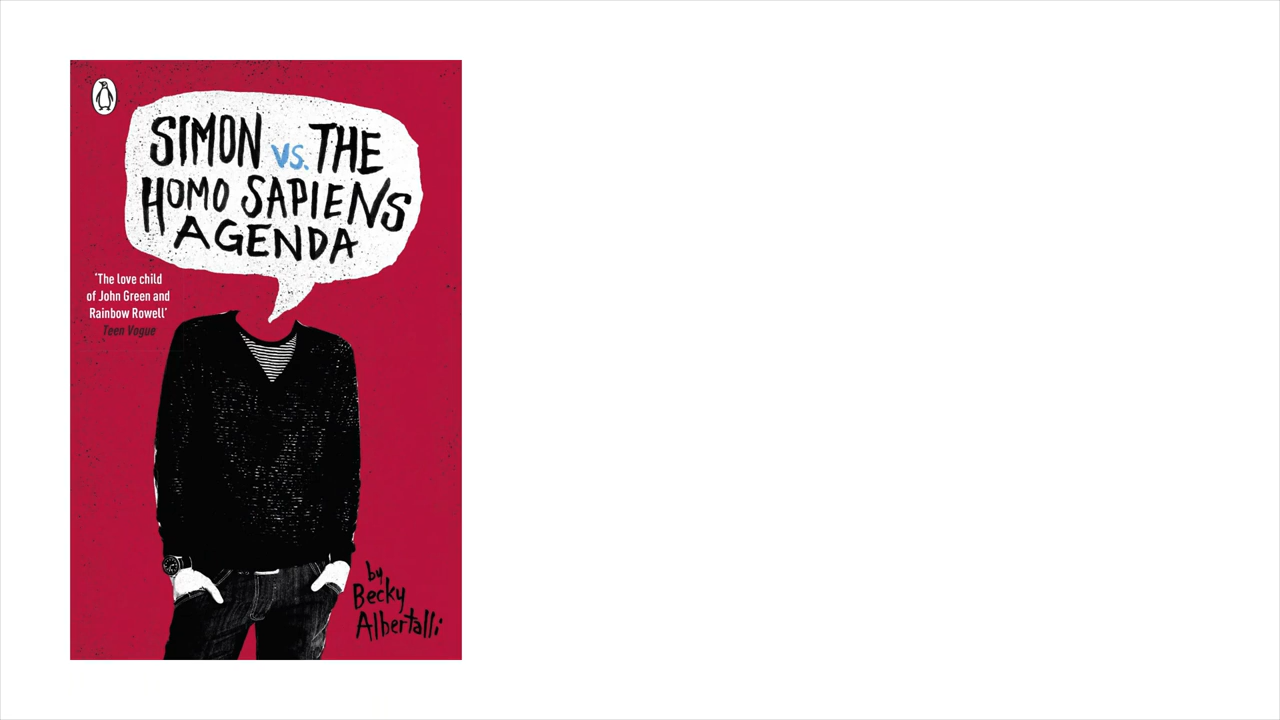 SIMON VS. THE
HOMO SAPIENS
AGENDA
'The love child
of John Green and
Rainbow Rowell'
Teen Vogue
by
Becky
Albertalli